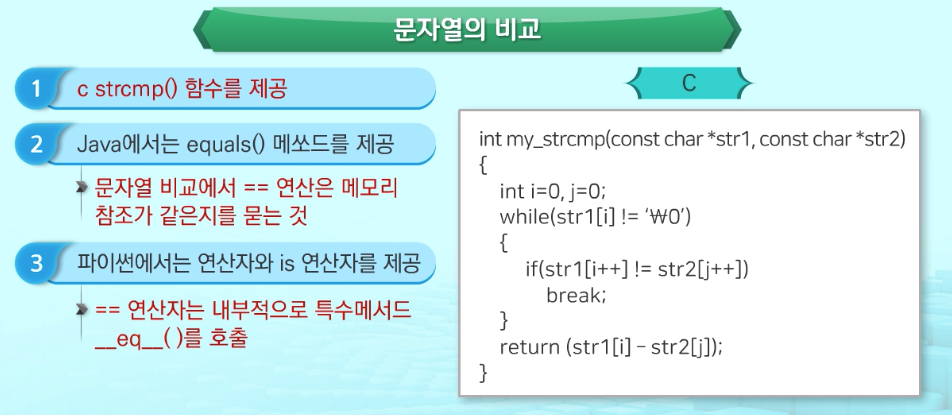 문자열의 비교
1 c strcmp() 함수를 제공
2 Java에서는 equals() 메쏘드를 제공
문자열 비교에서 == 연산은 메모리
참조가 같은지를 묻는 것
3 파이썬에서는 연산자와 is 연산자를 제공
== 연산자는 내부적으로 특수메서드
__eq__( )를 호출
C
int my_strcmp(const char *str1, const char *str2)
{
int i=0, j=0;
while(str1[i] != ‘₩0’)
{
if(str1[i++] != str2[j++])
break;
}
return (str1[i] - str2[j]);
}